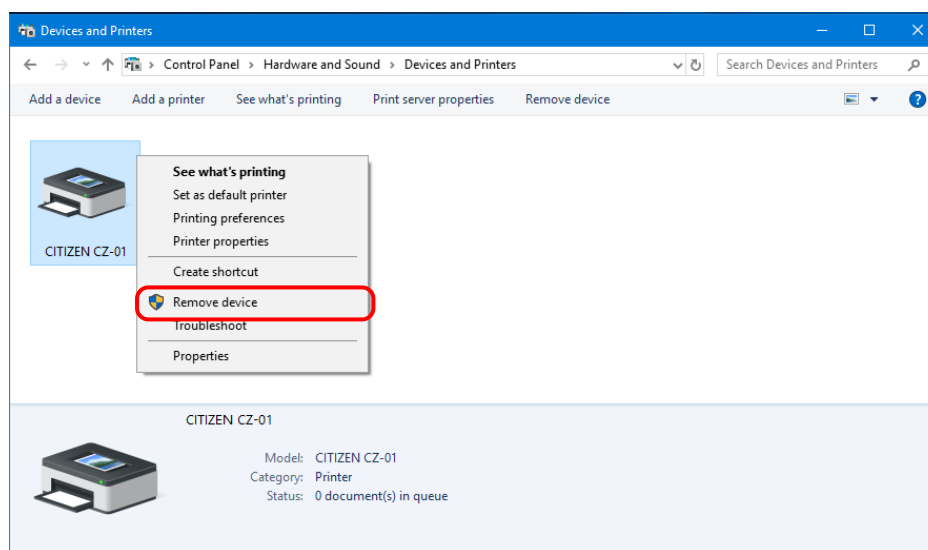 Devices and Printers
Control Panel > Hardware and Sound > Devices and Printers
Search Devices and Printers
Add a device Add a printer See what's printing Print server properties Remove device
?
See what's printing
Set as default printer
Printing preferences
Printer properties
Create shortcut
Remove device
Troubleshoot
Properties
CITIZEN CZ-01
CITIZEN CZ-01
Model: CITIZEN CZ-01
Category: Printer
Status: 0 document(s) in queue